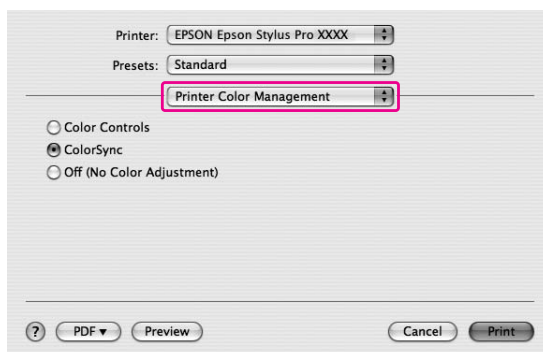 Printer: EPSON Epson Stylus Pro XXXX
Presets: Standard
Printer Color Management
Color Controls
ColorSync
Off (No Color Adjustment)
? PDF ▼ Preview Cancel Print